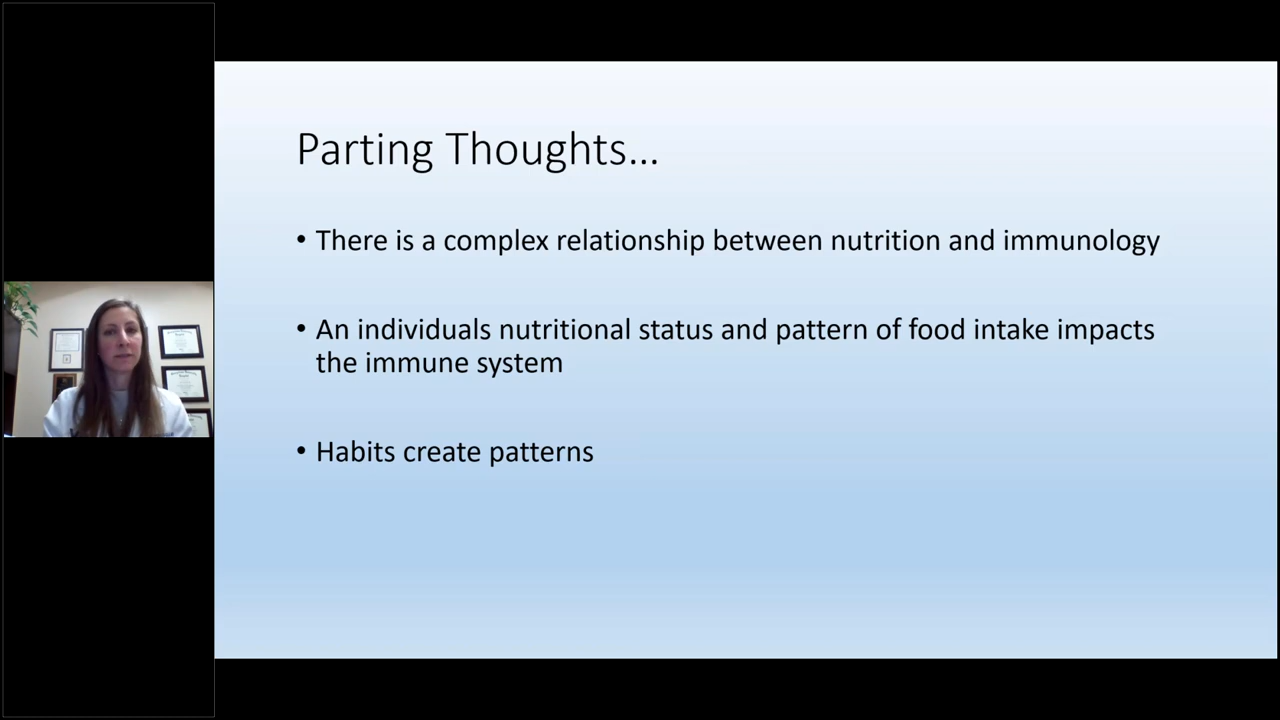 Parting Thoughts...
• There is a complex relationship between nutrition and immunology
• An individuals nutritional status and pattern of food intake impacts
the immune system
• Habits create patterns